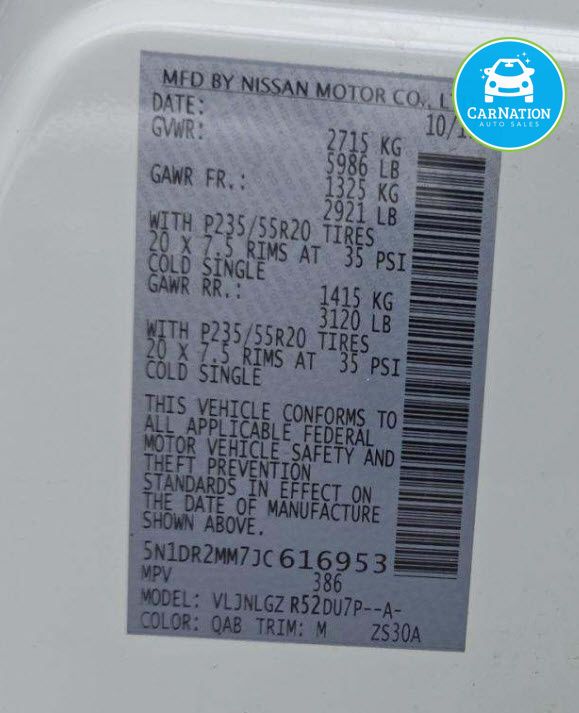 CARNATION
AUTO SALES
MFD BY NISSAN MOTOR CO.,
DATE:
GVWR: 2715 KG
5986 LB
GAWR FR.: 1325 KG
2921 LB
WITH P235/55R20 TIRES
20 X 7.5 RIMS AT 35 PSI
COLD SINGLE
GAWR RR.: 1415 KG
3120 LB
WITH P235/55R20 TIRES
20 X 7.5 RIMS AT 35 PSI
COLD SINGLE
THIS VEHICLE CONFORMS TO
ALL APPLICABLE FEDERAL
MOTOR VEHICLE SAFETY AND
THEFT PREVENTION
STANDARDS IN EFFECT ON
THE DATE OF MANUFACTURE
SHOWN ABOVE.
5N1DR2MM7JC616953
MPV 386
MODEL: VLJNLGZ R52DU7P--A-
COLOR: QAB TRIM: M ZS30A